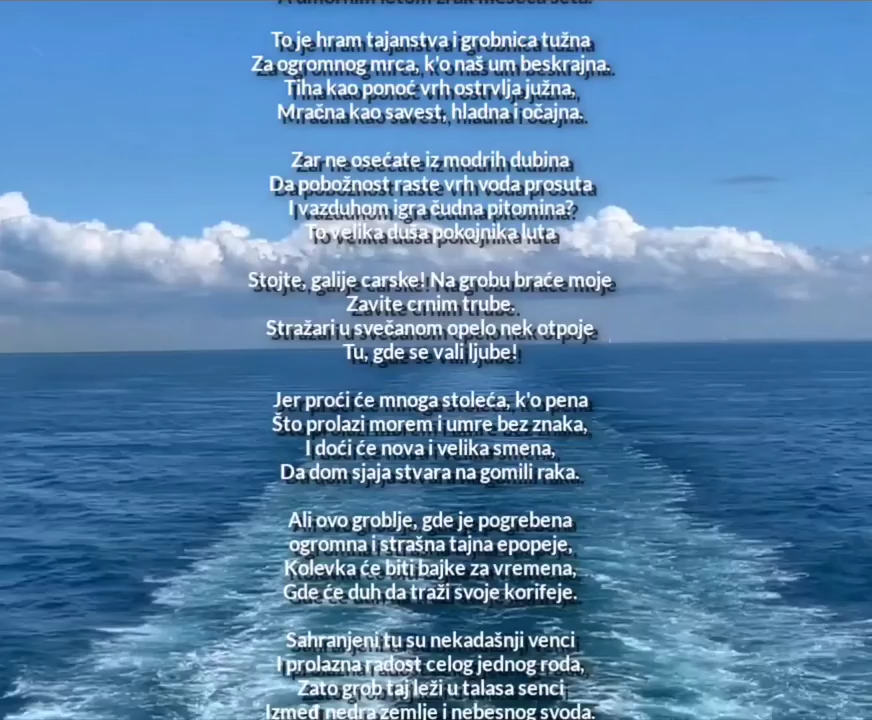 A umornim letom zrak meseca šeta.
To je hram tajanstva i grobnica tužna
Za ogromnog mrca, k'o naš um beskrajna.
Tiha kao ponoć vrh ostrvlja južna,
Mračna kao savest, hladna i očajna.
Zar ne osećate iz modrih dubina
Da pobožnost raste vrh voda prosuta
I vazduhom igra čudna pitomina?
To velika duša pokojnika luta
Stojte, galije carske! Na grobu braće moje
Zavite crnim trube.
Stražari u svečanom opelo nek otpoje
Tu, gde se vali ljube!
Jer proći će mnoga stoleća, k'o pena
Što prolazi morem i umre bez znaka,
I doći će nova i velika smena,
Da dom sjaja stvara na gomili raka.
Ali ovo groblje, gde je pogrebena
ogromna i strašna tajna epopeje,
Kolevka će biti bajke za vremena,
Gde će duh da traži svoje korifeje.
Sahranjeni tu su nekadašnji venci
I prolazna radost celog jednog roda,
Zato grob taj leži u talasa senci
Izmeđ nedra zemlje i nebesnog svoda.